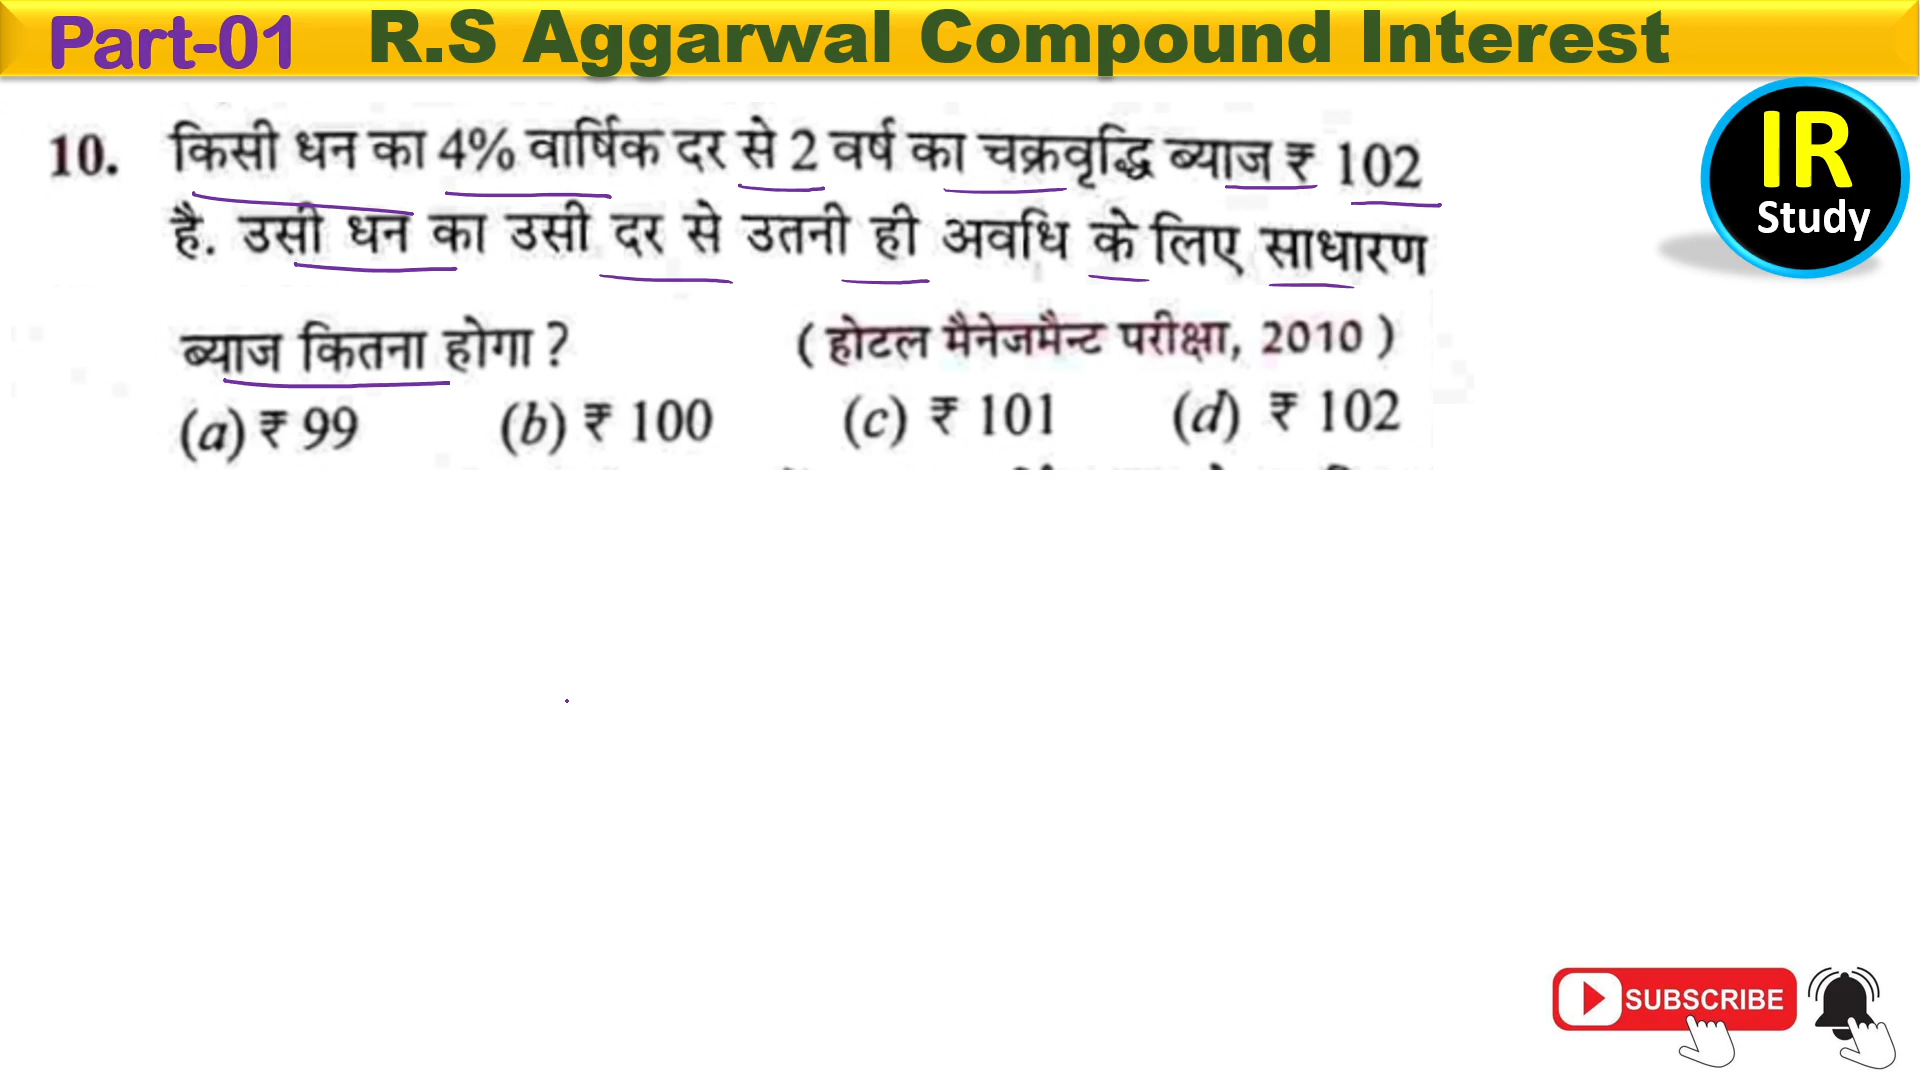 Part-01 R.S Aggarwal Compound Interest
IR
Study
10. किसी धन का 4% वार्षिक दर से 2 वर्ष का चक्रवृद्धि ब्याज ₹ 102
है. उसी धन का उसी दर से उतनी ही अवधि के लिए साधारण
ब्याज कितना होगा ? ( होटल मैनेजमैन्ट परीक्षा, 2010 )
(a) ₹ 99 (b) ₹ 100 (c) ₹ 101 (d) ₹ 102
SUBSCRIBE